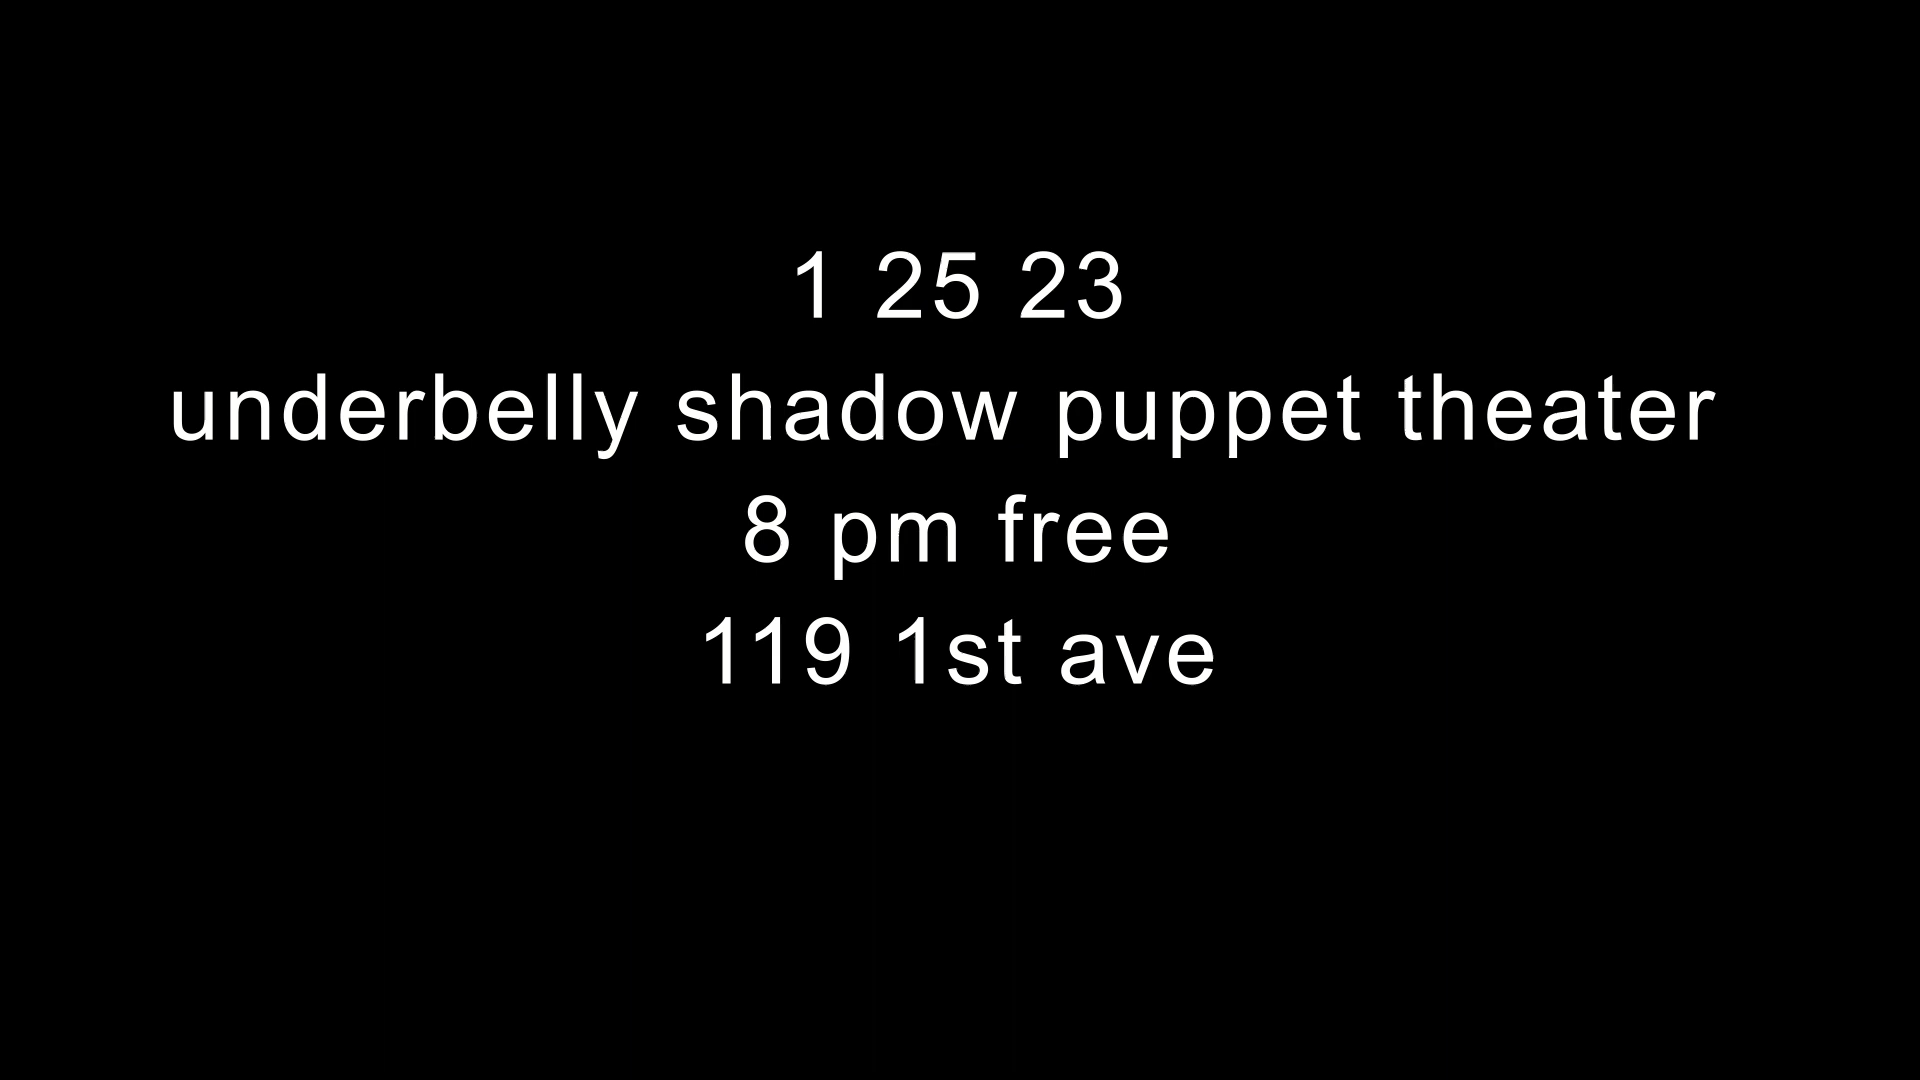 1 25 23
underbelly shadow puppet theater
8 pm free
119 1st ave